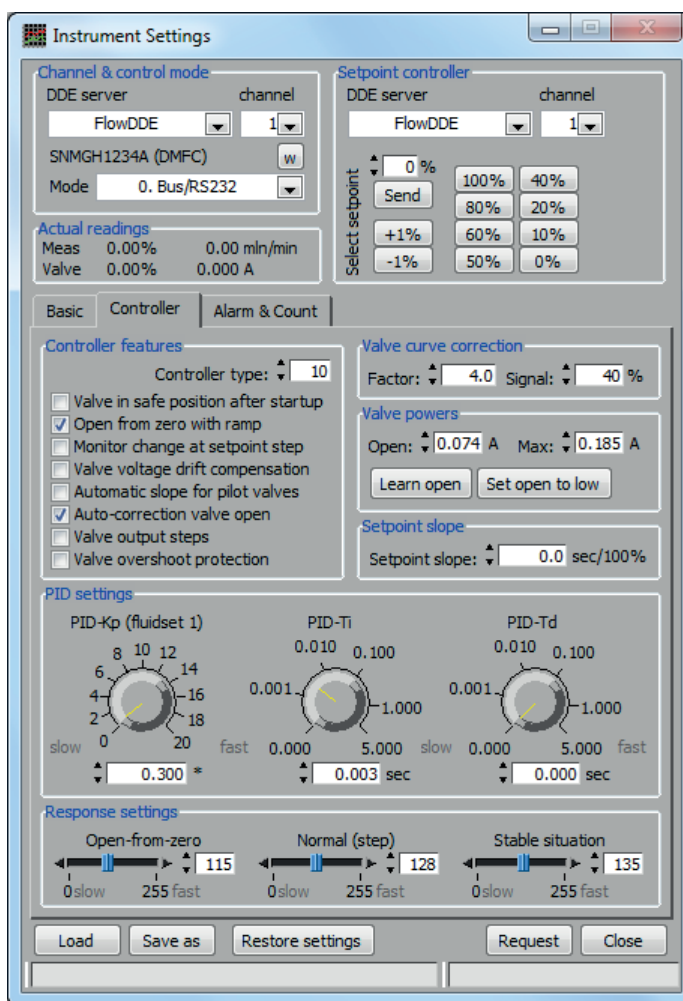 Instrument Settings
Channel & control mode
DDE server channel
FlowDDE 1
SNMGH1234A (DMFC) w
Mode 0. Bus/RS232
Setpoint controller
DDE server channel
FlowDDE 1
Select setpoint
0 %
Send
+1%
-1%
100% 40%
80% 20%
60% 10%
50% 0%
Actual readings
Meas 0.00% 0.00 mln/min
Valve 0.00% 0.000 A
Basic Controller Alarm & Count
Controller features
Controller type: 10
Valve in safe position after startup
Open from zero with ramp
Monitor change at setpoint step
Valve voltage drift compensation
Automatic slope for pilot valves
Auto-correction valve open
Valve output steps
Valve overshoot protection
Valve curve correction
Factor: 4.0 Signal: 40 %
Valve powers
Open: 0.074 A Max: 0.185 A
Learn open Set open to low
Setpoint slope
Setpoint slope: 0.0 sec/100%
PID settings
PID-Kp (fluidset 1)
0 2 4 6 8 10 12 14 16 18 20
slow fast
0.300 *
PID-Ti
0.000 0.001 0.010 0.100 1.000 5.000
slow
0.003 sec
PID-Td
0.000 0.001 0.010 0.100 1.000 5.000
fast
0.000 sec
Response settings
Open-from-zero
115
0 slow 255 fast
Normal (step)
128
0 slow 255 fast
Stable situation
135
0 slow 255 fast
Load Save as Restore settings Request Close